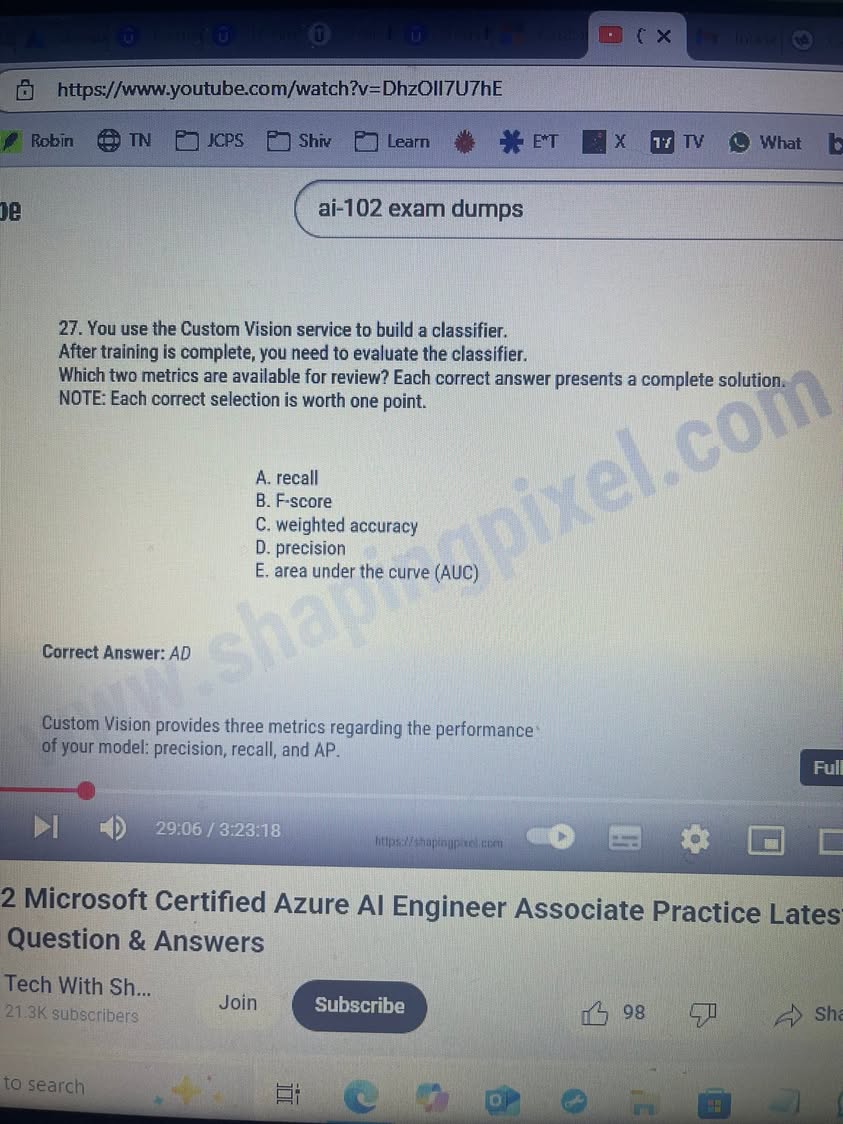 ( ✕
https://www.youtube.com/watch?v=DhzOII7U7hE
Robin TN JCPS Shiv Learn E*T X 17 TV What b
be
ai-102 exam dumps
27. You use the Custom Vision service to build a classifier.
After training is complete, you need to evaluate the classifier.
Which two metrics are available for review? Each correct answer presents a complete solution.
NOTE: Each correct selection is worth one point.
A. recall
B. F-score
C. weighted accuracy
D. precision
E. area under the curve (AUC)
www.shapingpixel.com
Correct Answer: AD
Custom Vision provides three metrics regarding the performance
of your model: precision, recall, and AP.
Full
29:06 / 3:23:18
https://shapingpixel.com
2 Microsoft Certified Azure AI Engineer Associate Practice Lates
Question & Answers
Tech With Sh...
21.3K subscribers
Join
Subscribe
98
Sha
to search